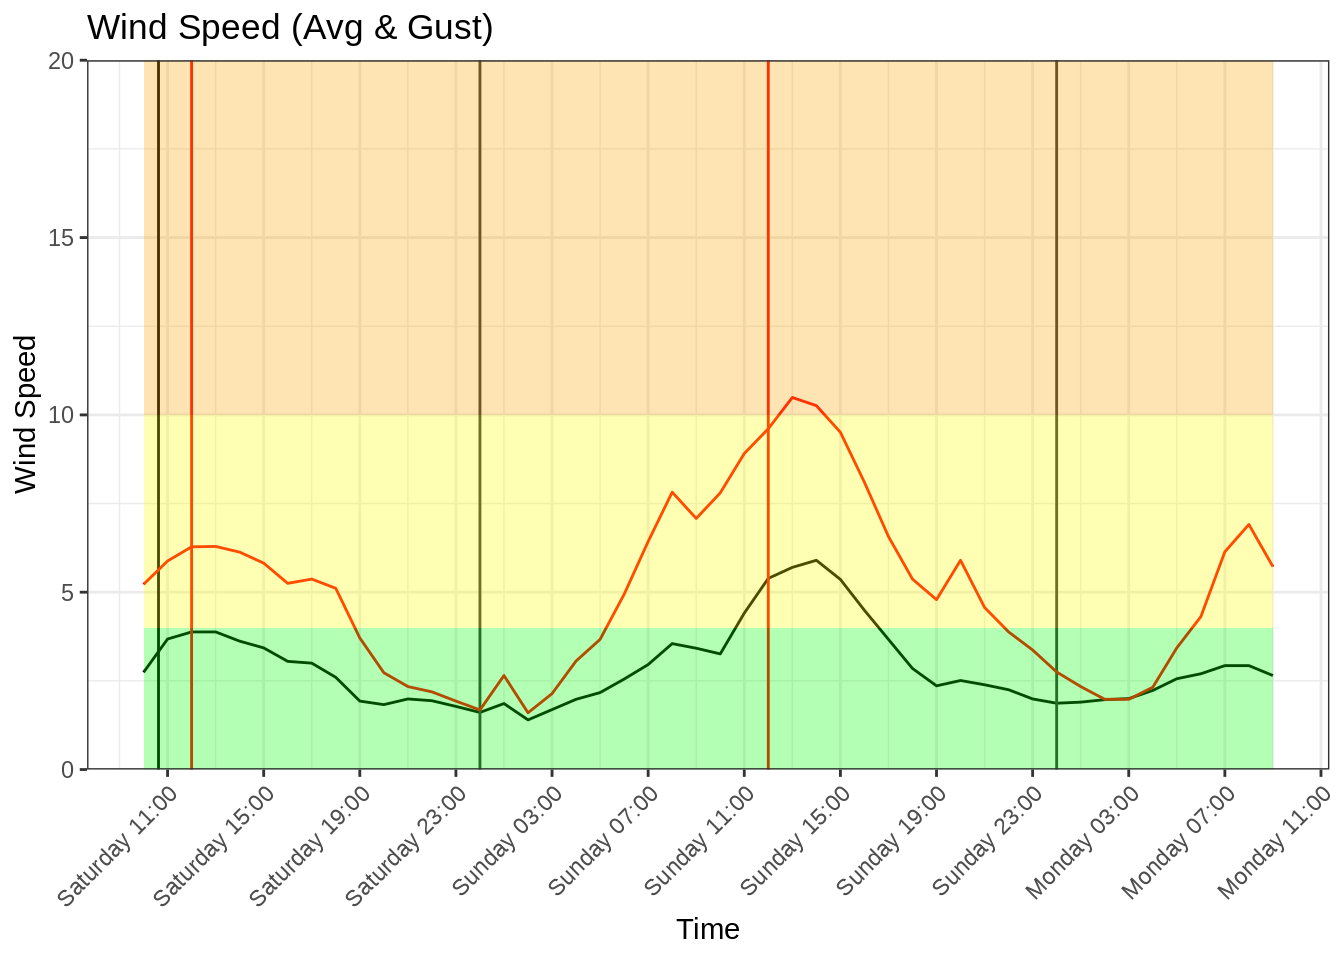 Wind Speed (Avg & Gust)
20
15
10
5
0
Wind Speed
Saturday 11:00
Saturday 15:00
Saturday 19:00
Saturday 23:00
Sunday 03:00
Sunday 07:00
Sunday 11:00
Sunday 15:00
Sunday 19:00
Sunday 23:00
Monday 03:00
Monday 07:00
Monday 11:00
Time